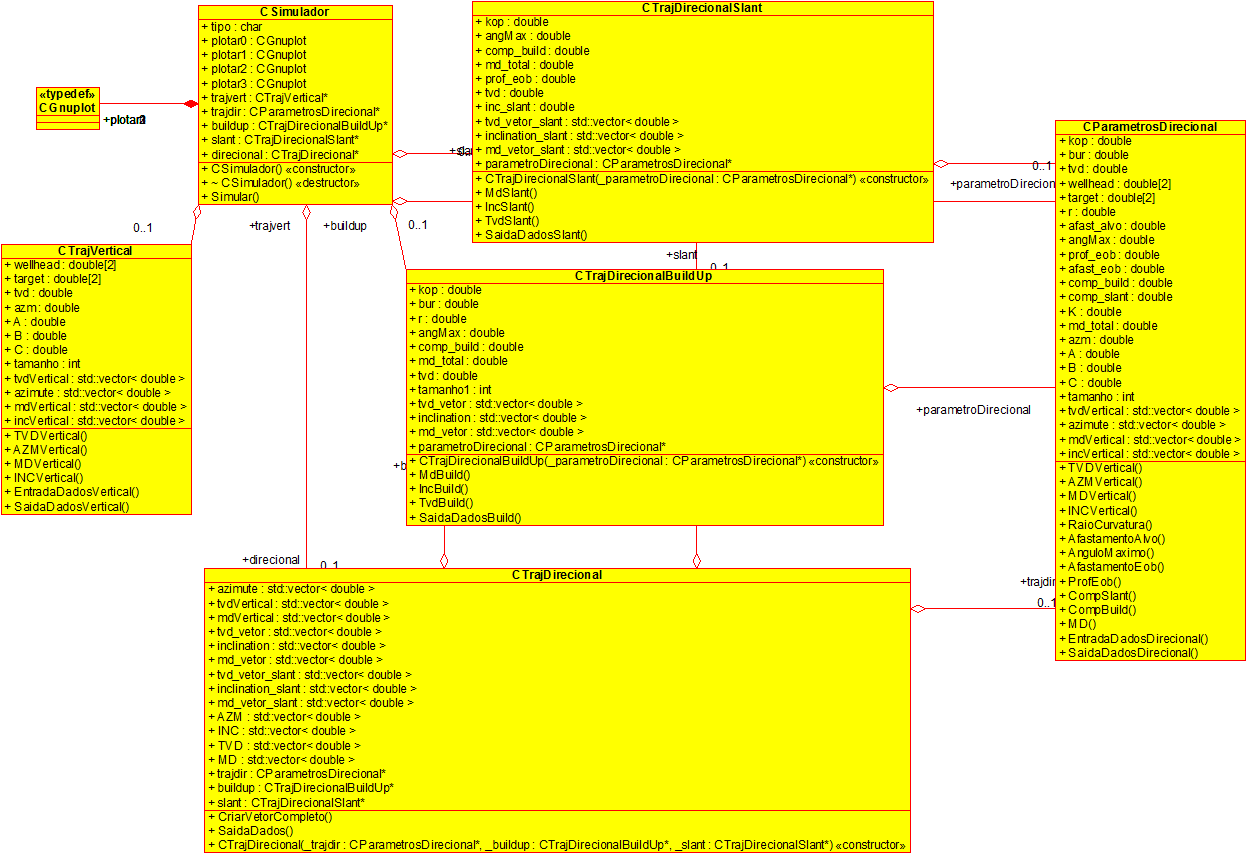 CSimulador
+ tipo : char
+ plotar0 : CGnuplot
+ plotar1 : CGnuplot
+ plotar2 : CGnuplot
+ plotar3 : CGnuplot
+ trajvert : CTrajVertical*
+ trajdir : CParametrosDirecional*
+ buildup : CTrajDirecionalBuildUp*
+ slant : CTrajDirecionalSlant*
+ direcional : CTrajDirecional*
+ CSimulador() «constructor»
+ ~ CSimulador() «destructor»
+ Simular()
«typedef»
CGnuplot
CTrajDirecionalSlant
+ kop : double
+ angMax : double
+ comp_build : double
+ md_total : double
+ prof_eob : double
+ tvd : double
+ inc_slant : double
+ tvd_vetor_slant : std::vector< double >
+ inclination_slant : std::vector< double >
+ md_vetor_slant : std::vector< double >
+ parametroDirecional : CParametrosDirecional*
+ CTrajDirecionalSlant(_parametroDirecional : CParametrosDirecional*) «constructor»
+ MdSlant()
+ IncSlant()
+ TvdSlant()
+ SaidaDadosSlant()
0..1
+parametroDirecion
CParametrosDirecional
+ kop : double
+ bur : double
+ tvd : double
+ wellhead : double[2]
+ target : double[2]
+ r : double
+ afast_alvo : double
+ angMax : double
+ prof_eob : double
+ afast_eob : double
+ comp_build : double
+ comp_slant : double
+ K : double
+ md_total : double
+ azm : double
+ A : double
+ B : double
+ C : double
+ tamanho : int
+ tvdVertical : std::vector< double >
+ azimute : std::vector< double >
+ mdVertical : std::vector< double >
+ incVertical : std::vector< double >
+ TVDVertical()
+ AZMVertical()
+ MDVertical()
+ INCVertical()
+ RaioCurvatura()
+ AfastamentoAlvo()
+ AnguloMaximo()
+ AfastamentoEob()
+ ProfEob()
+ CompSlant()
+ CompBuild()
+ MD()
+ EntradaDadosDirecional()
+ SaidaDadosDirecional()
0..1
+trajvert
+buildup
0..1
CTrajVertical
+ wellhead : double[2]
+ target : double[2]
+ tvd : double
+ azm : double
+ A : double
+ B : double
+ C : double
+ tamanho : int
+ tvdVertical : std::vector< double >
+ azimute : std::vector< double >
+ mdVertical : std::vector< double >
+ incVertical : std::vector< double >
+ TVDVertical()
+ AZMVertical()
+ MDVertical()
+ INCVertical()
+ EntradaDadosVertical()
+ SaidaDadosVertical()
+slant
0..1
CTrajDirecionalBuildUp
+ kop : double
+ bur : double
+ r : double
+ angMax : double
+ comp_build : double
+ md_total : double
+ tvd : double
+ tamanho1 : int
+ tvd_vetor : std::vector< double >
+ inclination : std::vector< double >
+ md_vetor : std::vector< double >
+ parametroDirecional : CParametrosDirecional*
+ CTrajDirecionalBuildUp(_parametroDirecional : CParametrosDirecional*) «constructor»
+ MdBuild()
+ IncBuild()
+ TvdBuild()
+ SaidaDadosBuild()
+parametroDirecional
+direcional
0..1
+trajdir
0..1
CTrajDirecional
+ azimute : std::vector< double >
+ tvdVertical : std::vector< double >
+ mdVertical : std::vector< double >
+ tvd_vetor : std::vector< double >
+ inclination : std::vector< double >
+ md_vetor : std::vector< double >
+ tvd_vetor_slant : std::vector< double >
+ inclination_slant : std::vector< double >
+ md_vetor_slant : std::vector< double >
+ AZM : std::vector< double >
+ INC : std::vector< double >
+ TVD : std::vector< double >
+ MD : std::vector< double >
+ trajdir : CParametrosDirecional*
+ buildup : CTrajDirecionalBuildUp*
+ slant : CTrajDirecionalSlant*
+ CriarVetorCompleto()
+ SaidaDados()
+ CTrajDirecional(_trajdir : CParametrosDirecional*, _buildup : CTrajDirecionalBuildUp*, _slant : CTrajDirecionalSlant*) «constructor»